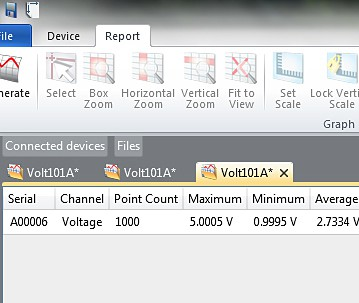 File Device Report
Generate Select Box Zoom Horizontal Zoom Vertical Zoom Fit to View Set Scale Lock Verti Scale
Graph
Connected devices Files
Volt101A* Volt101A* Volt101A*
Serial Channel Point Count Maximum Minimum Average
A00006 Voltage 1000 5.0005 V 0.9995 V 2.7334 V